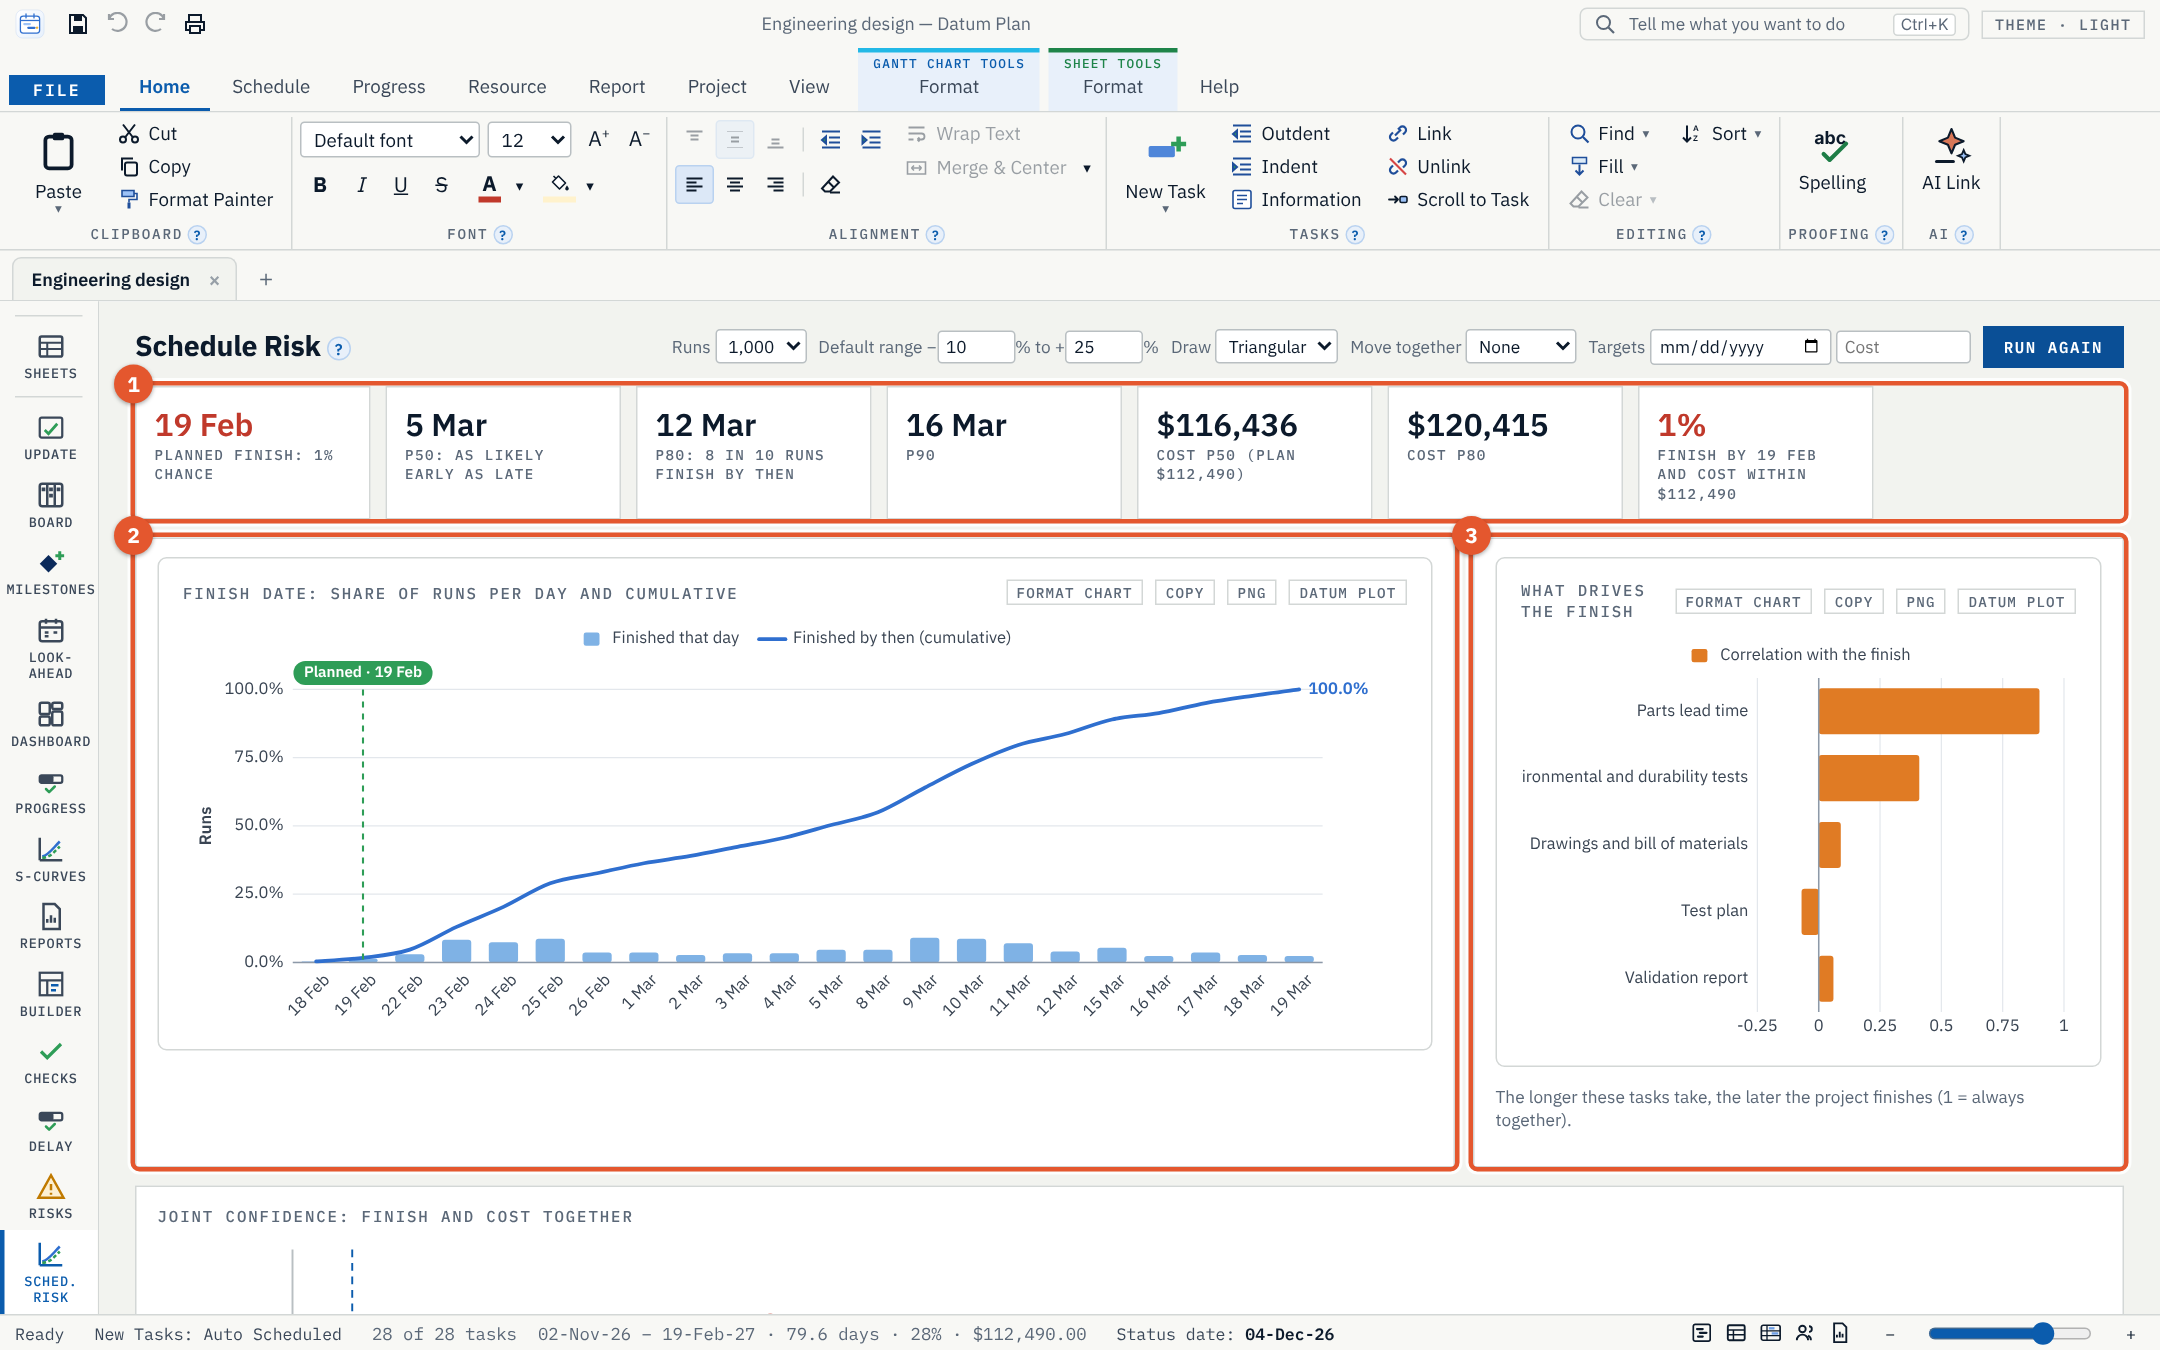 Engineering design — Datum Plan
Tell me what you want to do
Ctrl+K
THEME · LIGHT
FILE
Home
Schedule
Progress
Resource
Report
Project
View
GANTT CHART TOOLS
Format
SHEET TOOLS
Format
Help
Paste
Cut
Copy
Format Painter
CLIPBOARD ?
Default font
12
A+
A−
B
I
U
S
A
FONT ?
Wrap Text
Merge & Center
ALIGNMENT ?
New Task
Outdent
Indent
Information
Link
Unlink
Scroll to Task
TASKS ?
Find
Sort
Fill
Clear
EDITING ?
abc
Spelling
PROOFING ?
AI Link
AI ?
Engineering design ×
+
SHEETS
UPDATE
BOARD
MILESTONES
LOOK-
AHEAD
DASHBOARD
PROGRESS
S-CURVES
REPORTS
BUILDER
CHECKS
DELAY
RISKS
SCHED.
RISK
Schedule Risk ?
Runs 1,000
Default range − 10 % to + 25 %
Draw Triangular
Move together None
Targets mm/dd/yyyy
Cost
RUN AGAIN
1
19 Feb
PLANNED FINISH: 1%
CHANCE
5 Mar
P50: AS LIKELY
EARLY AS LATE
12 Mar
P80: 8 IN 10 RUNS
FINISH BY THEN
16 Mar
P90
$116,436
COST P50 (PLAN
$112,490)
$120,415
COST P80
1%
FINISH BY 19 FEB
AND COST WITHIN
$112,490
2
FINISH DATE: SHARE OF RUNS PER DAY AND CUMULATIVE
FORMAT CHART
COPY
PNG
DATUM PLOT
Finished that day
Finished by then (cumulative)
Planned · 19 Feb
100.0%
75.0%
50.0%
25.0%
0.0%
Runs
100.0%
18 Feb
19 Feb
22 Feb
23 Feb
24 Feb
25 Feb
26 Feb
1 Mar
2 Mar
3 Mar
4 Mar
5 Mar
8 Mar
9 Mar
10 Mar
11 Mar
12 Mar
15 Mar
16 Mar
17 Mar
18 Mar
19 Mar
3
WHAT DRIVES
THE FINISH
FORMAT CHART
COPY
PNG
DATUM PLOT
Correlation with the finish
Parts lead time
ironmental and durability tests
Drawings and bill of materials
Test plan
Validation report
-0.25
0
0.25
0.5
0.75
1
The longer these tasks take, the later the project finishes (1 = always
together).
JOINT CONFIDENCE: FINISH AND COST TOGETHER
Ready
New Tasks: Auto Scheduled
28 of 28 tasks
02-Nov-26 – 19-Feb-27 · 79.6 days · 28% · $112,490.00
Status date: 04-Dec-26
−
+